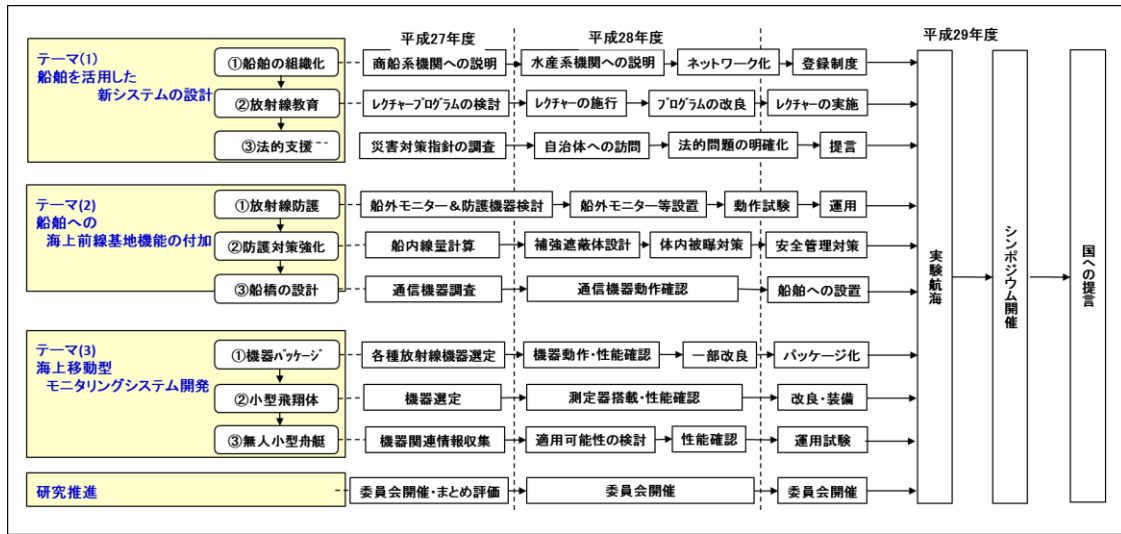 平成27年度 平成28年度 平成29年度
テーマ(1)
船舶を活用した
新システムの設計
①船舶の組織化 商船系機関への説明 水産系機関への説明 ネットワーク化 登録制度
②放射線教育 レクチャープログラムの検討 レクチャーの施行 プログラムの改良 レクチャーの実施
③法的支援 災害対策指針の調査 自治体への訪問 法的問題の明確化 提言
テーマ(2)
船舶への
海上前線基地機能の付加
①放射線防護 船外モニター&防護機器検討 船外モニター等設置 動作試験 運用
②防護対策強化 船内線量計算 補強遮蔽体設計 体内被曝対策 安全管理対策
③船橋の設計 通信機器調査 通信機器動作確認 船舶への設置
テーマ(3)
海上移動型
モニタリングシステム開発
①機器パッケージ 各種放射線機器選定 機器動作・性能確認 一部改良 パッケージ化
②小型飛翔体 機器選定 測定器搭載・性能確認 改良・装備
③無人小型舟艇 機器関連情報収集 適用可能性の検討 性能確認 運用試験
研究推進 委員会開催・まとめ評価 委員会開催 委員会開催
実験航海
シンポジウム開催
国への提言